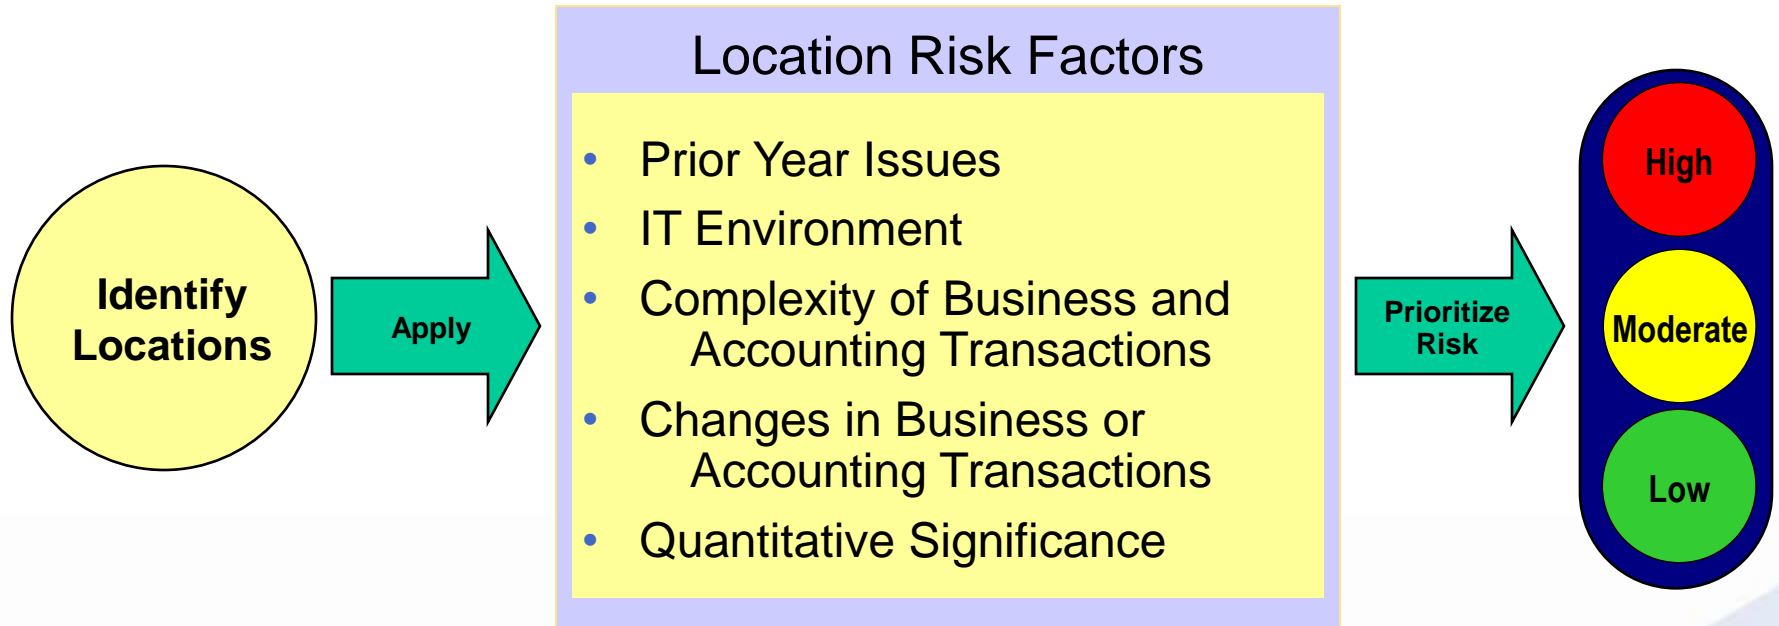 Identify
Locations
Apply
Location Risk Factors
• Prior Year Issues
• IT Environment
• Complexity of Business and
Accounting Transactions
• Changes in Business or
Accounting Transactions
• Quantitative Significance
Prioritize
Risk
High
Moderate
Low